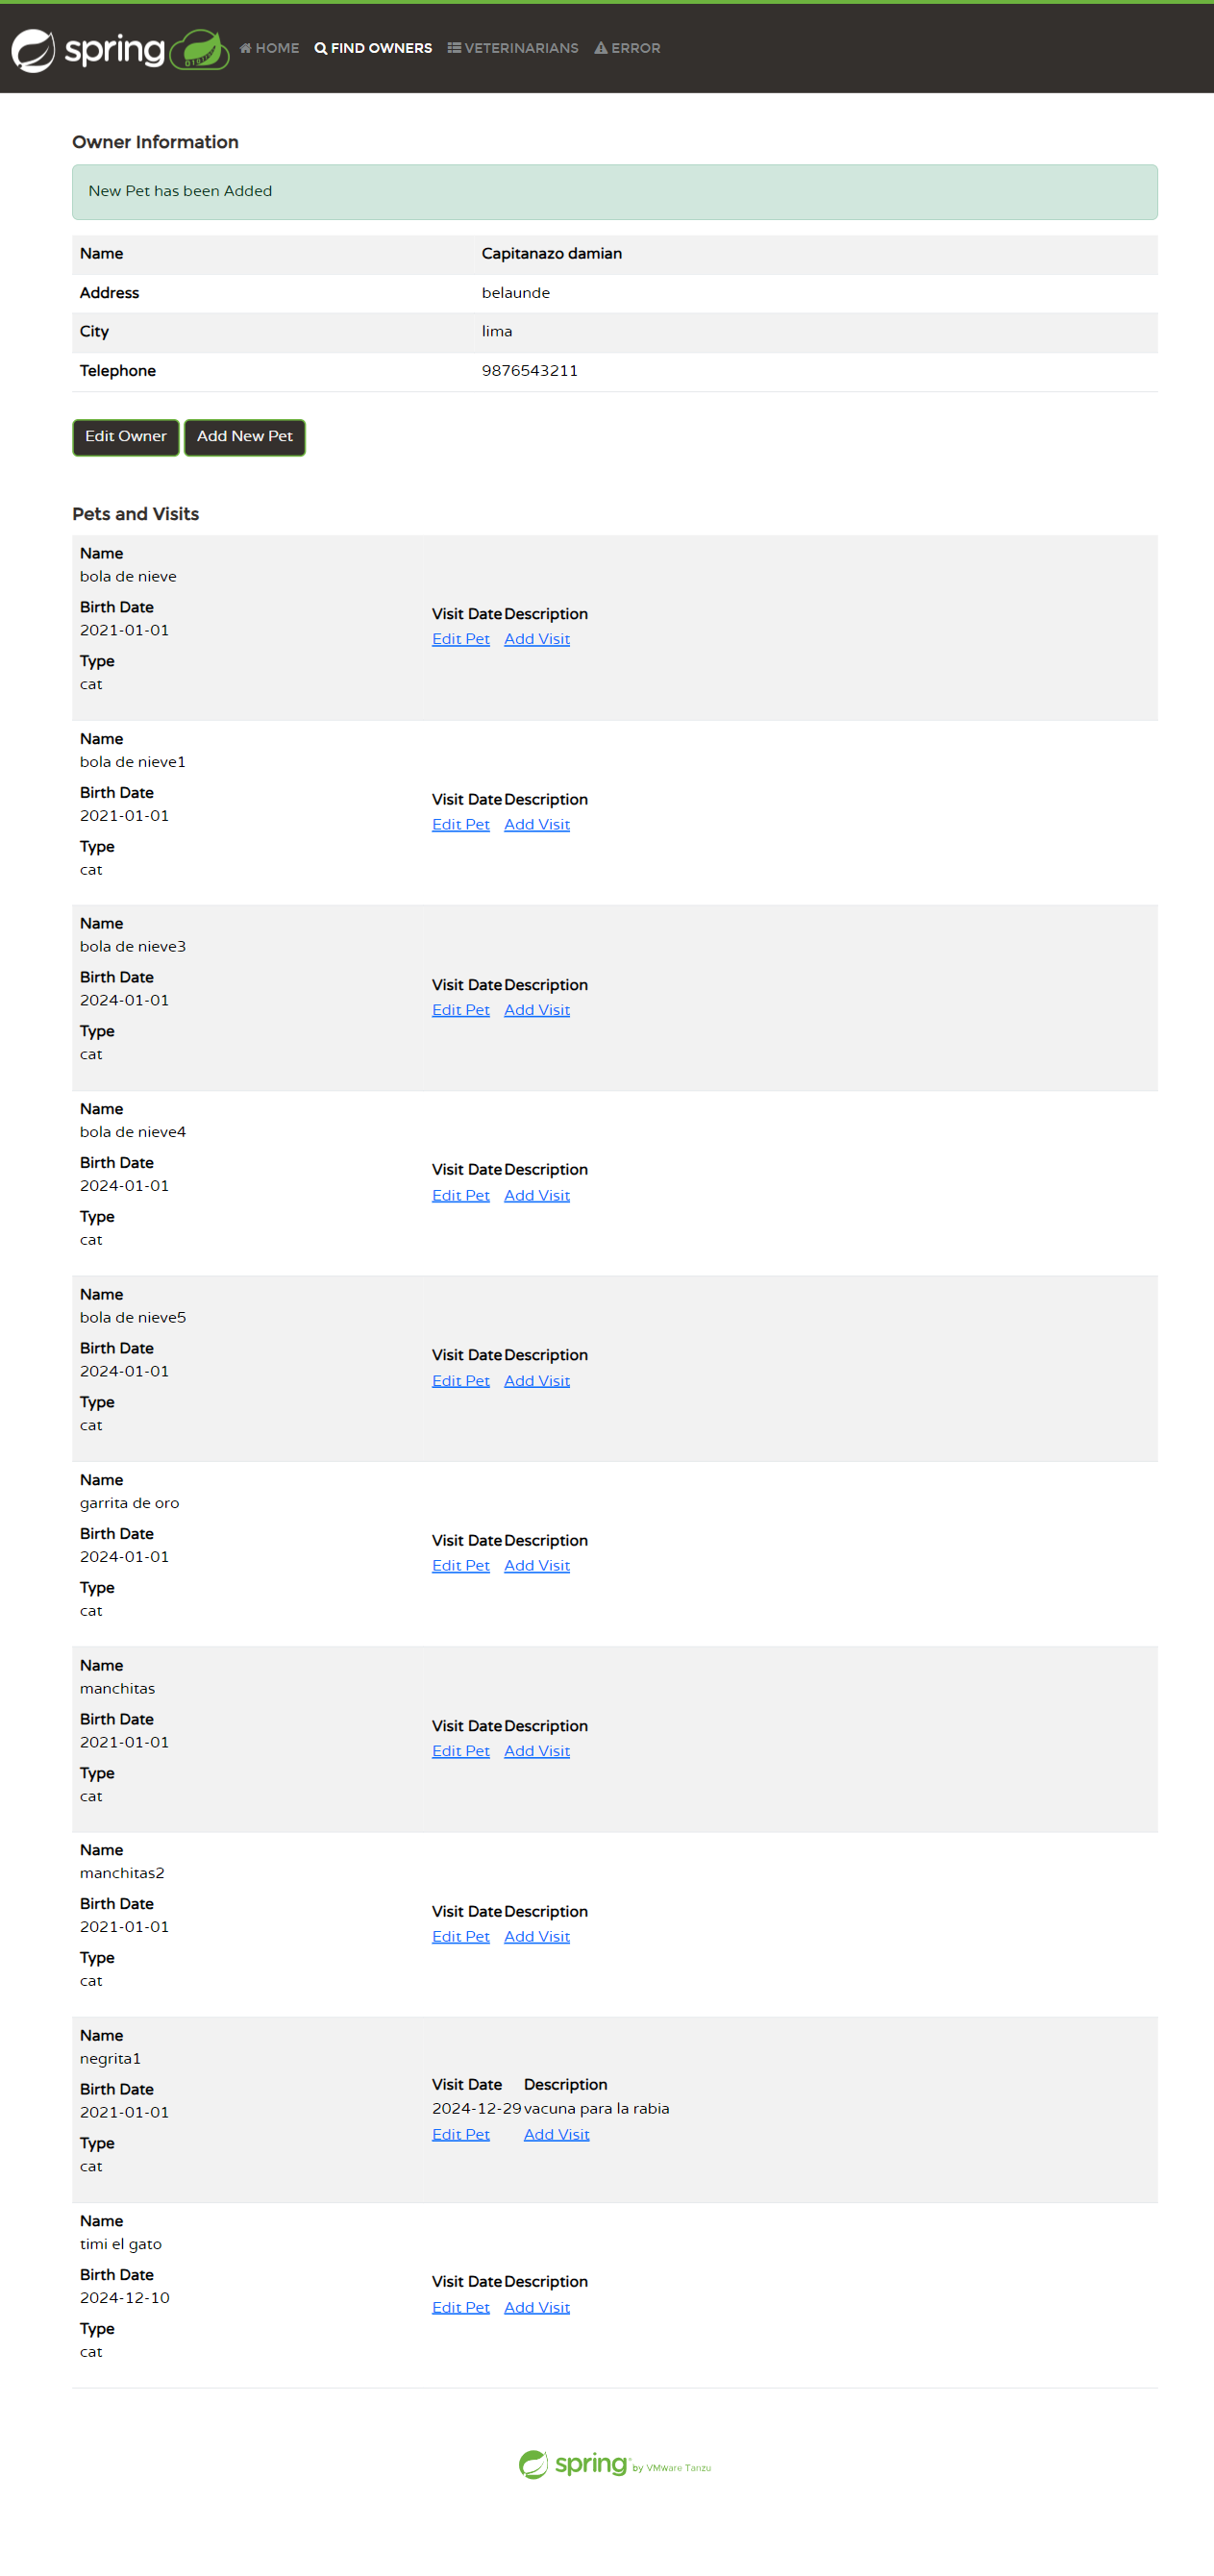 spring HOME FIND OWNERS VETERINARIANS ERROR
Owner Information
New Pet has been Added
Name Capitanazo damian
Address belaunde
City lima
Telephone 9876543211
Edit Owner Add New Pet
Pets and Visits
Name
bola de nieve
Birth Date
2021-01-01
Type
cat
Visit Date Description
Edit Pet Add Visit
Name
bola de nieve1
Birth Date
2021-01-01
Type
cat
Visit Date Description
Edit Pet Add Visit
Name
bola de nieve3
Birth Date
2024-01-01
Type
cat
Visit Date Description
Edit Pet Add Visit
Name
bola de nieve4
Birth Date
2024-01-01
Type
cat
Visit Date Description
Edit Pet Add Visit
Name
bola de nieve5
Birth Date
2024-01-01
Type
cat
Visit Date Description
Edit Pet Add Visit
Name
garrita de oro
Birth Date
2024-01-01
Type
cat
Visit Date Description
Edit Pet Add Visit
Name
manchitas
Birth Date
2021-01-01
Type
cat
Visit Date Description
Edit Pet Add Visit
Name
manchitas2
Birth Date
2021-01-01
Type
cat
Visit Date Description
Edit Pet Add Visit
Name
negrita1
Birth Date
2021-01-01
Type
cat
Visit Date Description
2024-12-29 vacuna para la rabia
Edit Pet Add Visit
Name
timi el gato
Birth Date
2024-12-10
Type
cat
Visit Date Description
Edit Pet Add Visit
spring by VMware Tanzu